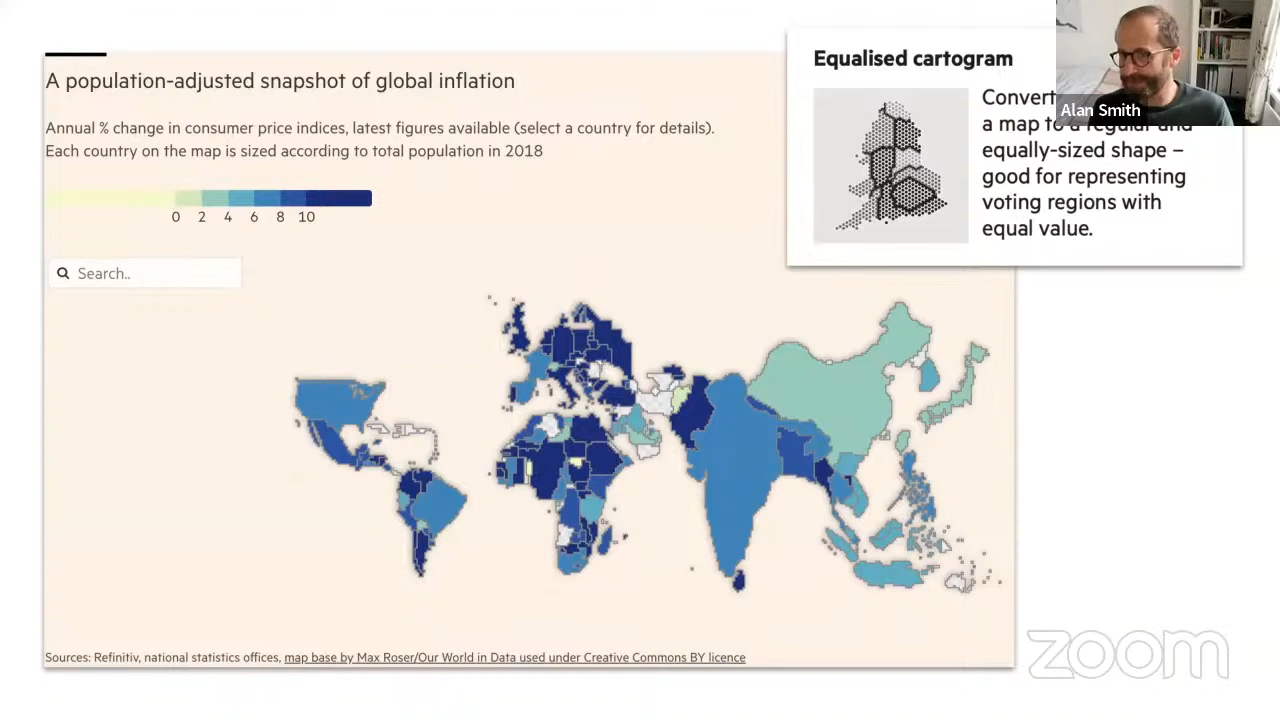 A population-adjusted snapshot of global inflation
Annual % change in consumer price indices, latest figures available (select a country for details).
Each country on the map is sized according to total population in 2018
0 2 4 6 8 10
Search..
Sources: Refinitiv, national statistics offices, map base by Max Roser/Our World in Data used under Creative Commons BY licence
Equalised cartogram
Convert
a map to a regular and
equally-sized shape –
good for representing
voting regions with
equal value.
Alan Smith
zoom